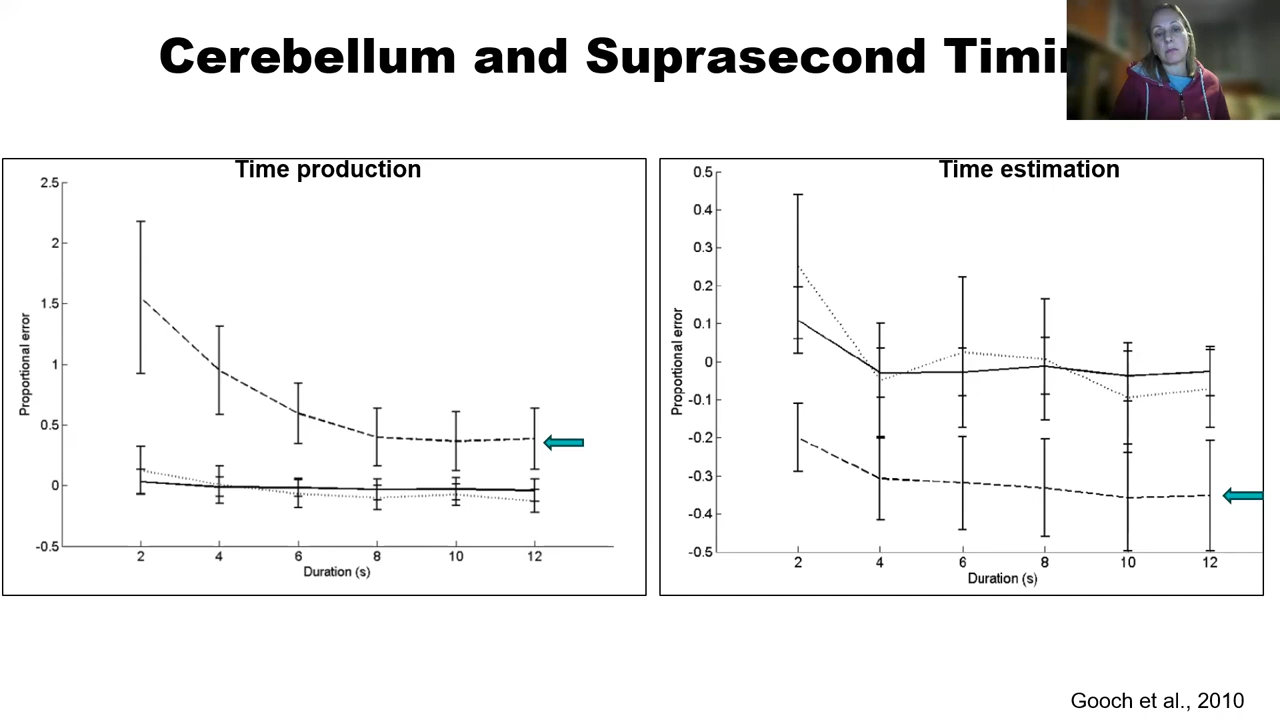 Cerebellum and Suprasecond
Time production
2.5
2
1.5
1
0.5
0
-0.5
2 4 6 8 10 12
Duration (s)
Proportional error
Time estimation
0.5
0.4
0.3
0.2
0.1
0
-0.1
-0.2
-0.3
-0.4
-0.5
2 4 6 8 10 12
Duration (s)
Proportional error
Gooch et al., 2010